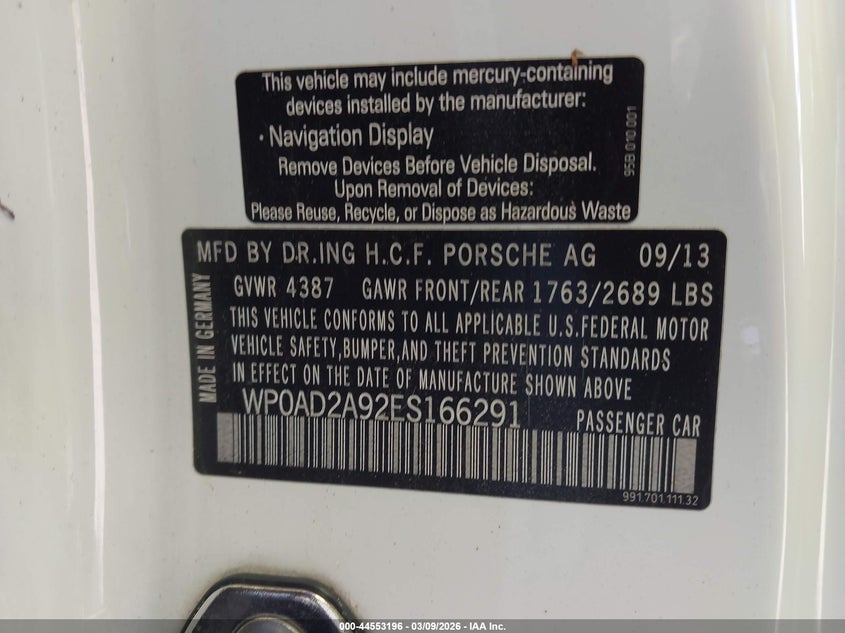 This vehicle may include mercury-containing
devices installed by the manufacturer:
· Navigation Display
Remove Devices Before Vehicle Disposal.
Upon Removal of Devices:
Please Reuse, Recycle, or Dispose as Hazardous Waste
95B 010 001
MFD BY DR.ING H.C.F. PORSCHE AG 09/13
GVWR 4387 GAWR FRONT/REAR 1763/2689 LBS
THIS VEHICLE CONFORMS TO ALL APPLICABLE U.S.FEDERAL MOTOR
VEHICLE SAFETY,BUMPER,AND THEFT PREVENTION STANDARDS
IN EFFECT ON THE DATE OF MANUFACTURE SHOWN ABOVE
WP0AD2A92ES166291 PASSENGER CAR
MADE IN GERMANY
991.701.111.32
000-44553196 - 03/09/2026 - IAA Inc.